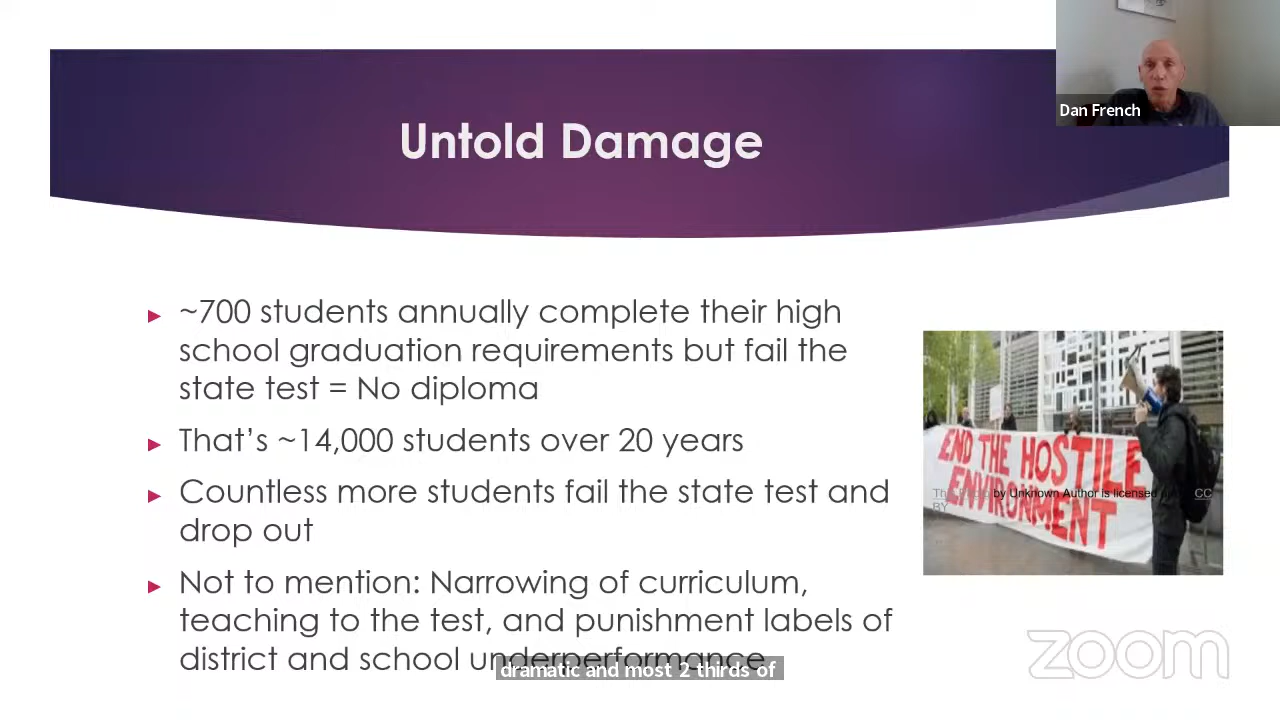 Dan French
Untold Damage
~700 students annually complete their high
school graduation requirements but fail the
state test = No diploma
That's ~14,000 students over 20 years
Countless more students fail the state test and
drop out
Not to mention: Narrowing of curriculum,
teaching to the test, and punishment labels of
district and school underperformance
END THE HOSTILE
ENVIRONMENT
by Unknown Author is licensed CC
BY
zoom
dramatic and most 2 thirds of